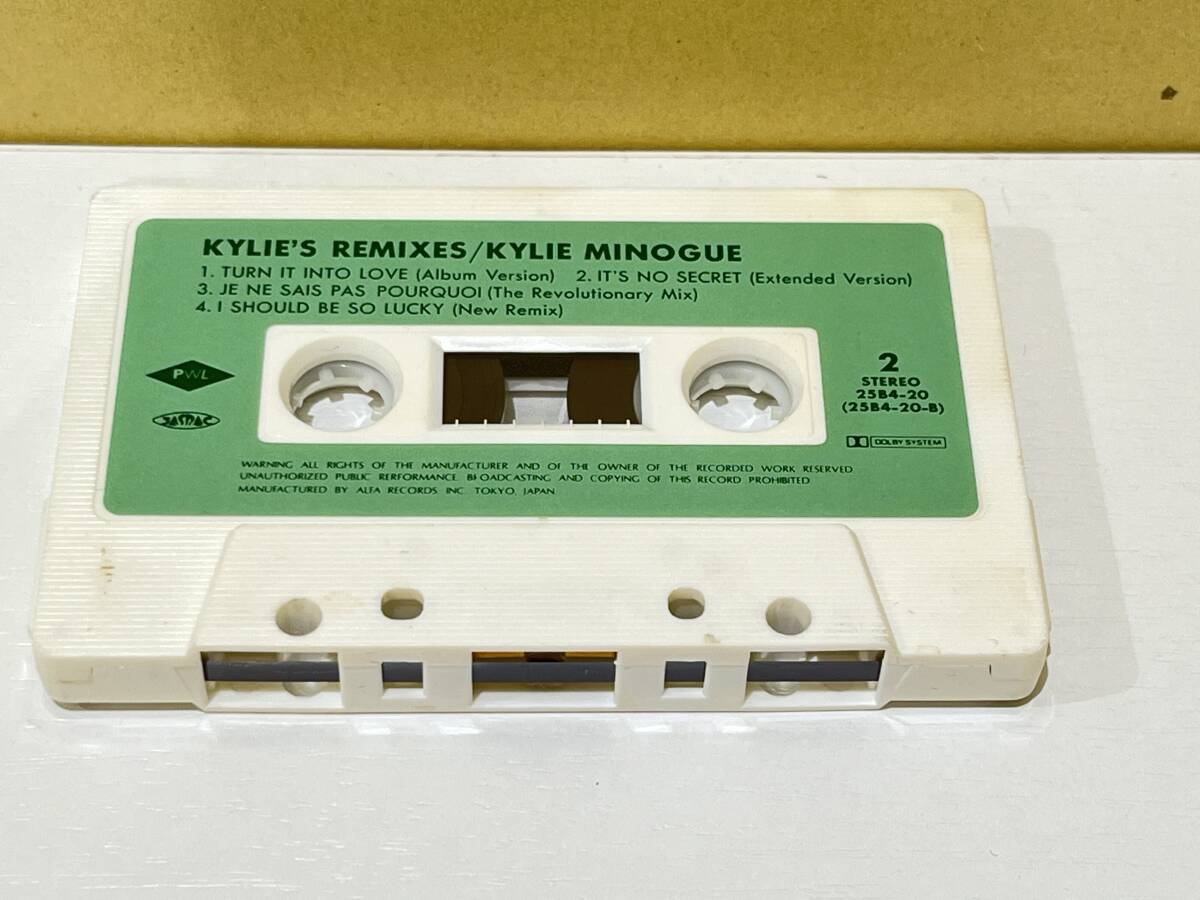 KYLIE'S REMIXES/KYLIE MINOGUE
1. TURN IT INTO LOVE (Album Version) 2. IT'S NO SECRET (Extended Version)
3. JE NE SAIS PAS POURQUOI (The Revolutionary Mix)
4. I SHOULD BE SO LUCKY (New Remix)
PWL
JASRAC
2
STEREO
25B4-20
(25B4-20-B)
DOLBY SYSTEM
WARNING ALL RIGHTS OF THE MANUFACTURER AND OF THE OWNER OF THE RECORDED WORK RESERVED
UNAUTHORIZED PUBLIC RERFORMANCE BROADCASTING AND COPYING OF THIS RECORD PROHIBITED
MANUFACTURED BY ALFA RECORDS, INC. TOKYO, JAPAN